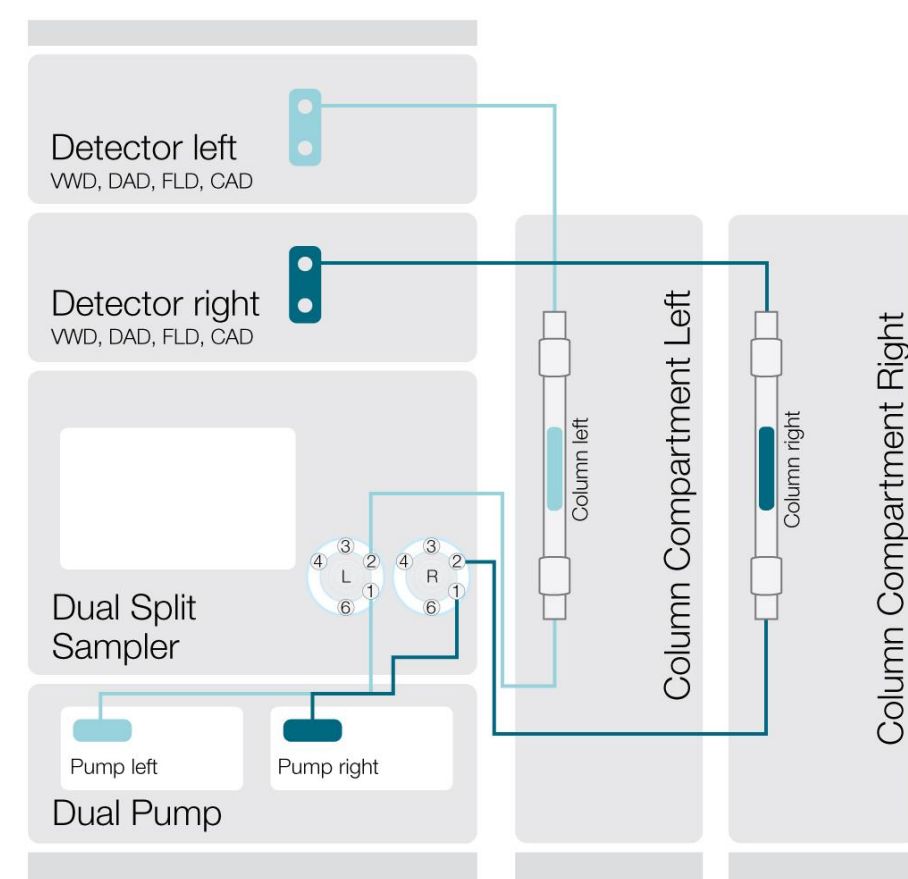 Detector left
VWD, DAD, FLD, CAD
Detector right
VWD, DAD, FLD, CAD
Dual Split
Sampler
3
4
2
L
1
6
3
4
2
R
1
6
Pump left
Pump right
Dual Pump
Column left
Column Compartment Left
Column right
Column Compartment Right